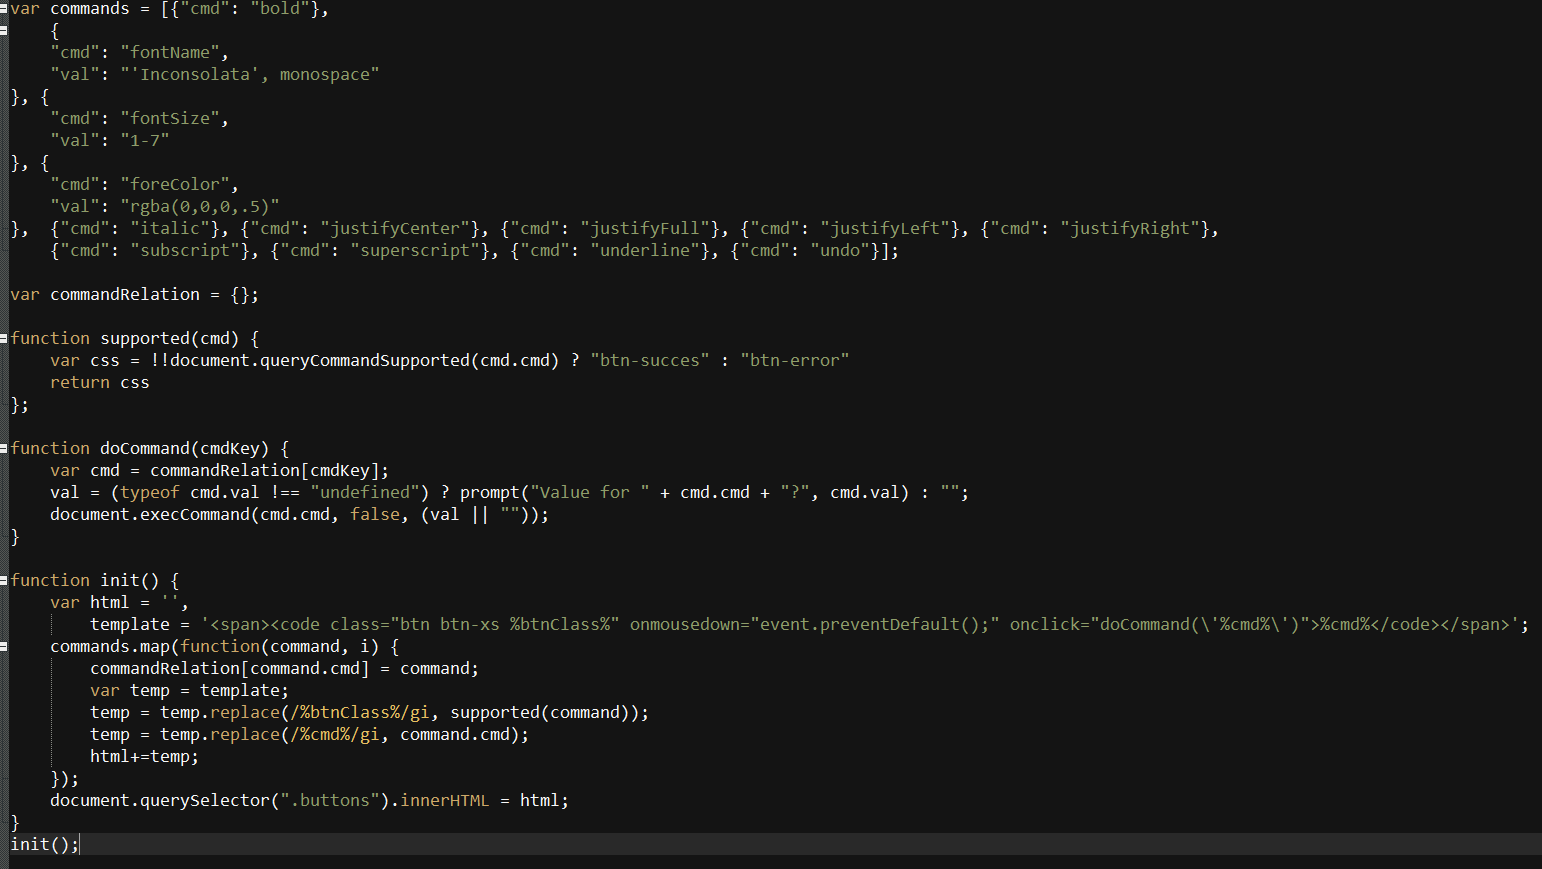 var commands = [{"cmd": "bold"},
    {
    "cmd": "fontName",
    "val": "'Inconsolata', monospace"
}, {
    "cmd": "fontSize",
    "val": "1-7"
}, {
    "cmd": "foreColor",
    "val": "rgba(0,0,0,.5)"
},  {"cmd": "italic"}, {"cmd": "justifyCenter"}, {"cmd": "justifyFull"}, {"cmd": "justifyLeft"}, {"cmd": "justifyRight"},
    {"cmd": "subscript"}, {"cmd": "superscript"}, {"cmd": "underline"}, {"cmd": "undo"}];

var commandRelation = {};

function supported(cmd) {
    var css = !!document.queryCommandSupported(cmd.cmd) ? "btn-succes" : "btn-error"
    return css
};

function doCommand(cmdKey) {
    var cmd = commandRelation[cmdKey];
    val = (typeof cmd.val !== "undefined") ? prompt("Value for " + cmd.cmd + "?", cmd.val) : "";
    document.execCommand(cmd.cmd, false, (val || ""));
}

function init() {
    var html = '',
        template = '<span><code class="btn btn-xs %btnClass%" onmousedown="event.preventDefault();" onclick="doCommand(\'%cmd%\')">%cmd%</code></span>';
    commands.map(function(command, i) {
        commandRelation[command.cmd] = command;
        var temp = template;
        temp = temp.replace(/%btnClass%/gi, supported(command));
        temp = temp.replace(/%cmd%/gi, command.cmd);
        html+=temp;
    });
    document.querySelector(".buttons").innerHTML = html;
}
init();